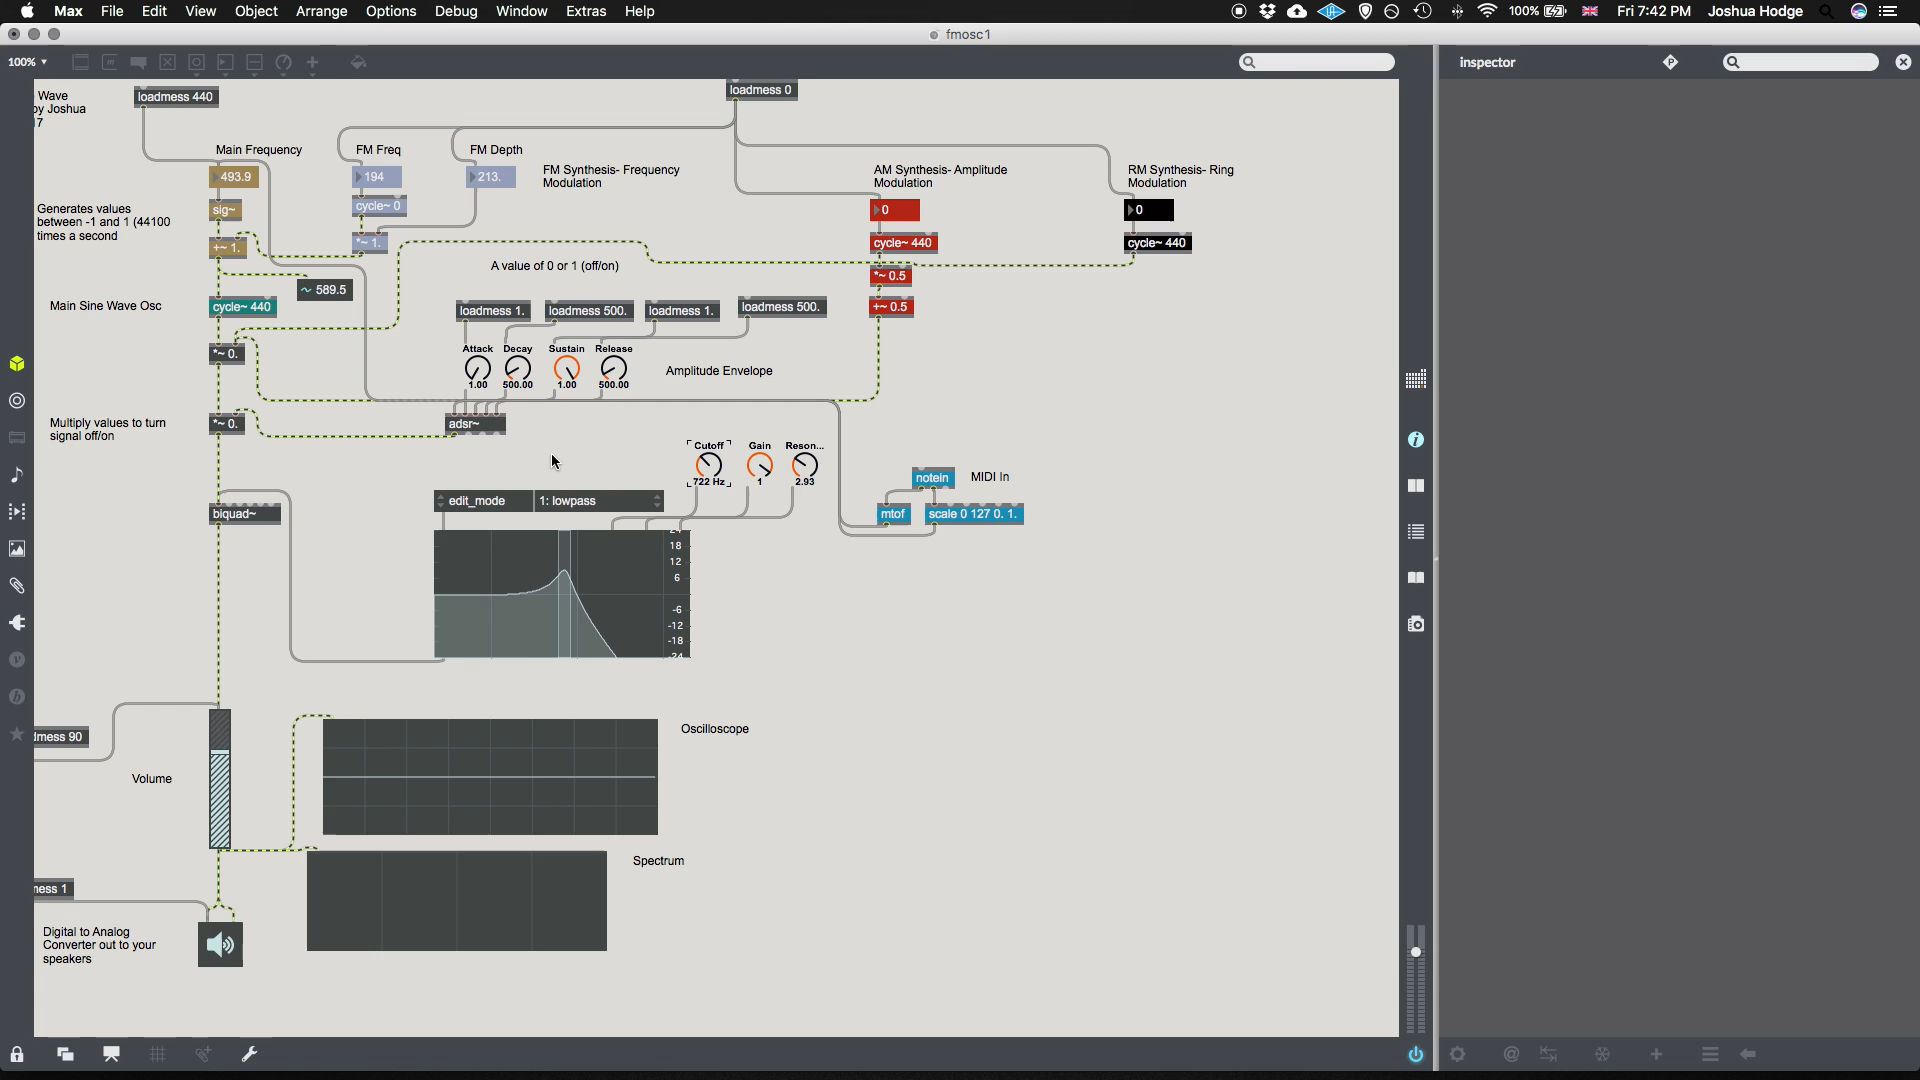 Max File Edit View Object Arrange Options Debug Window Extras Help
100% Fri 7:42 PM Joshua Hodge
fmosc1
100%
inspector
Wave
by Joshua
loadmess 440
loadmess 0
Main Frequency
FM Freq
FM Depth
493.9
194
213.
FM Synthesis- Frequency
Modulation
AM Synthesis- Amplitude
Modulation
RM Synthesis- Ring
Modulation
Generates values
between -1 and 1 (44100
times a second
sig~
cycle~ 0
0
0
+~ 1.
*~ 1.
cycle~ 440
cycle~ 440
A value of 0 or 1 (off/on)
*~ 0.5
589.5
Main Sine Wave Osc
cycle~ 440
loadmess 1.
loadmess 500.
loadmess 1.
loadmess 500.
+~ 0.5
*~ 0.
Attack
Decay
Sustain
Release
1.00
500.00
1.00
500.00
Amplitude Envelope
Multiply values to turn
signal off/on
*~ 0.
adsr~
Cutoff
Gain
Reson...
722 Hz
1
2.93
notein
MIDI In
edit_mode
1: lowpass
biquad~
mtof
scale 0 127 0. 1.
24
18
12
6
-6
-12
-18
-24
dmess 90
Oscilloscope
Volume
Spectrum
ness 1
Digital to Analog
Converter out to your
speakers